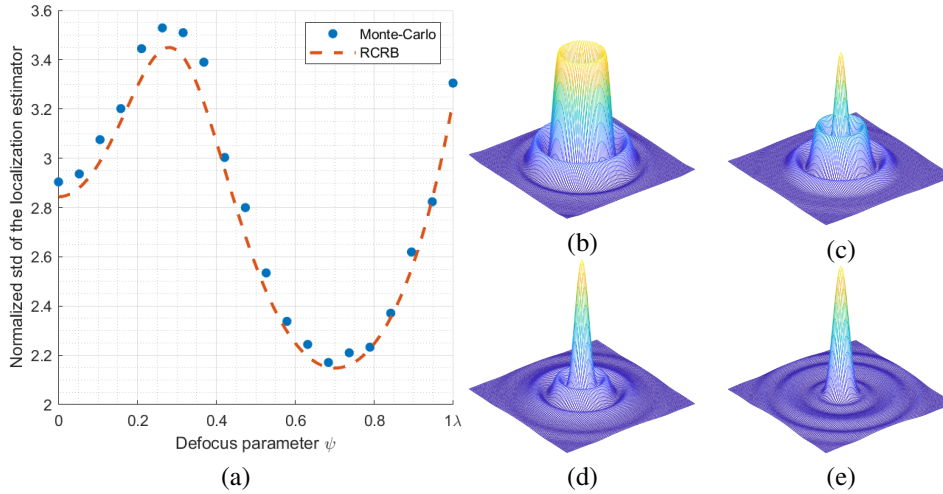 3.6
3.4
3.2
3
2.8
2.6
2.4
2.2
2
Normalized std of the localization estimator
Monte-Carlo
RCRB
0
0.2
0.4
0.6
0.8
1λ
Defocus parameter ψ
(a)
(b)
(c)
(d)
(e)